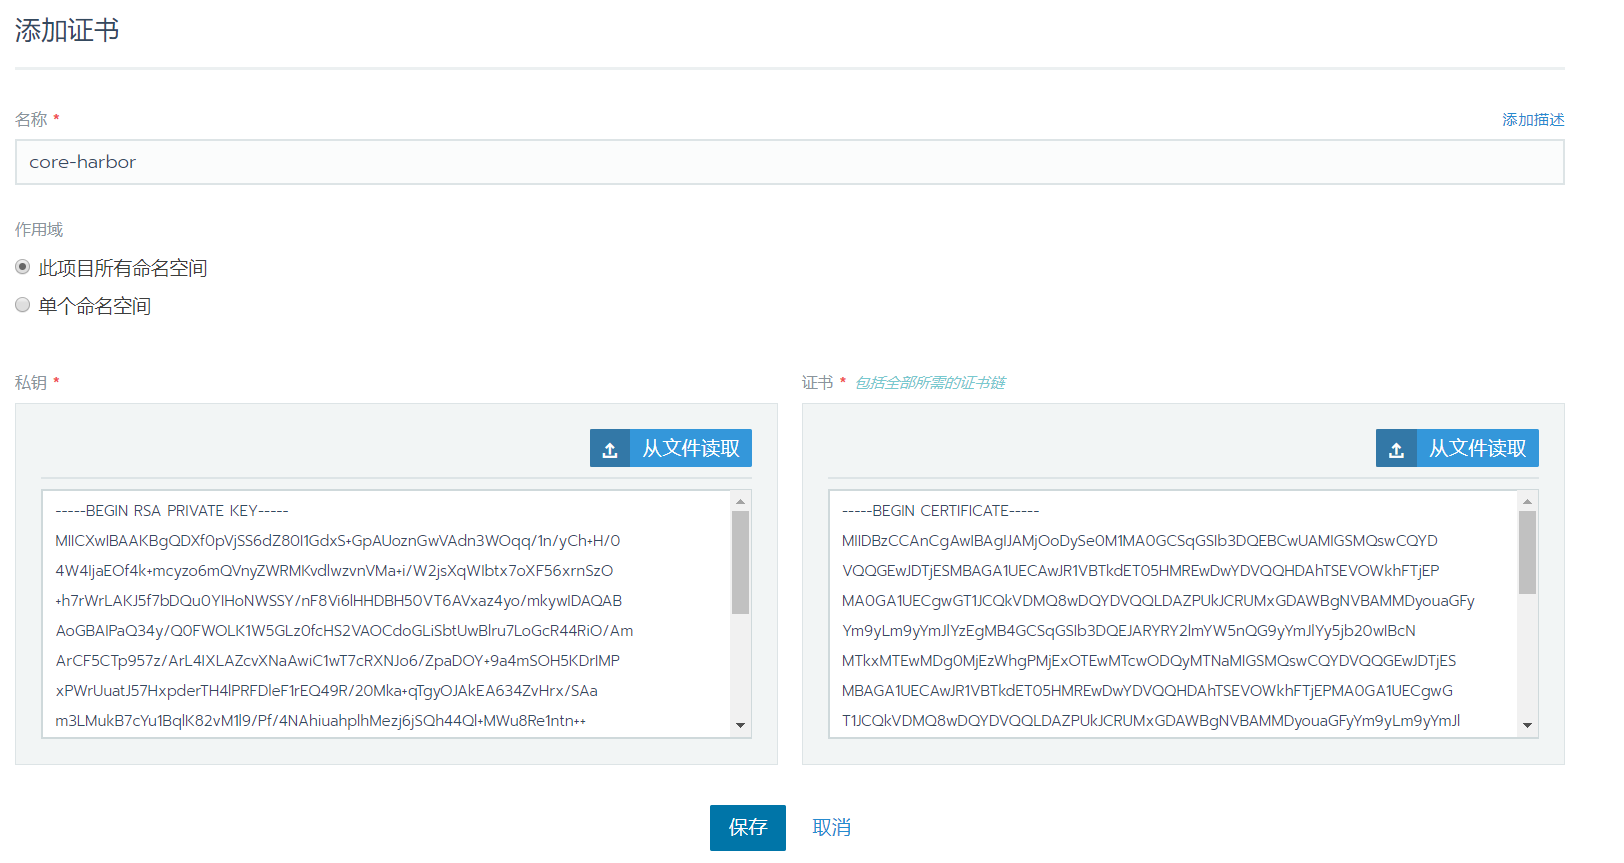 添加证书
名称 *
添加描述
core-harbor
作用域
此项目所有命名空间
单个命名空间
私钥 *
从文件读取
-----BEGIN RSA PRIVATE KEY-----
MIICXwIBAAKBgQDXf0pVjSS6dZ80I1GdxS+GpAUoznGwVAdn3WOqq/1n/yCh+H/0
4W4IjaEOf4k+mcyzo6mQVnyZWRMKvdlwzvnVMa+i/W2jsXqWIbtx7oXF56xrnSzO
+h7rWrLAKJ5f7bDQu0YIHoNWSSY/nF8Vi6lHHDBH50VT6AVxaz4yo/mkywIDAQAB
AoGBAIPaQ34y/Q0FWOLK1W5GLz0fcHS2VAOCdoGLiSbtUwBlru7LoGcR44RiO/Am
ArCF5CTp957z/ArL4IXLAZcvXNaAwiC1wT7cRXNJo6/ZpaDOY+9a4mSOH5KDrIMP
xPWrUuatJ57HxpderTH4lPRFDleF1rEQ49R/20Mka+qTgyOJAkEA634ZvHrx/SAa
m3LMukB7cYu1BqlK82vM1l9/Pf/4NAhiuahplhMezj6jSQh44Ql+MWu8Re1ntn++
证书 * 包括全部所需的证书链
从文件读取
-----BEGIN CERTIFICATE-----
MIIDBzCCAnCgAwIBAgIJAMjOoDySe0M1MA0GCSqGSIb3DQEBCwUAMIGSMQswCQYD
VQQGEwJDTjESMBAGA1UECAwJR1VBTkdET05HMREwDwYDVQQHDAhTSEVOWkhFTjEP
MA0GA1UECgwGT1JCQkVDMQ8wDQYDVQQLDAZPUkJCRUMxGDAWBgNVBAMMDyouaGFy
Ym9yLm9yYmJlYzEgMB4GCSqGSIb3DQEJARYRY2lmYW5nQG9yYmJlYy5jb20wIBcN
MTkxMTEwMDg0MjEzWhgPMjExOTEwMTcwODQyMTNaMIGSMQswCQYDVQQGEwJDTjES
MBAGA1UECAwJR1VBTkdET05HMREwDwYDVQQHDAhTSEVOWkhFTjEPMA0GA1UECgwG
T1JCQkVDMQ8wDQYDVQQLDAZPUkJCRUMxGDAWBgNVBAMMDyouaGFyYm9yLm9yYmJl
保存
取消